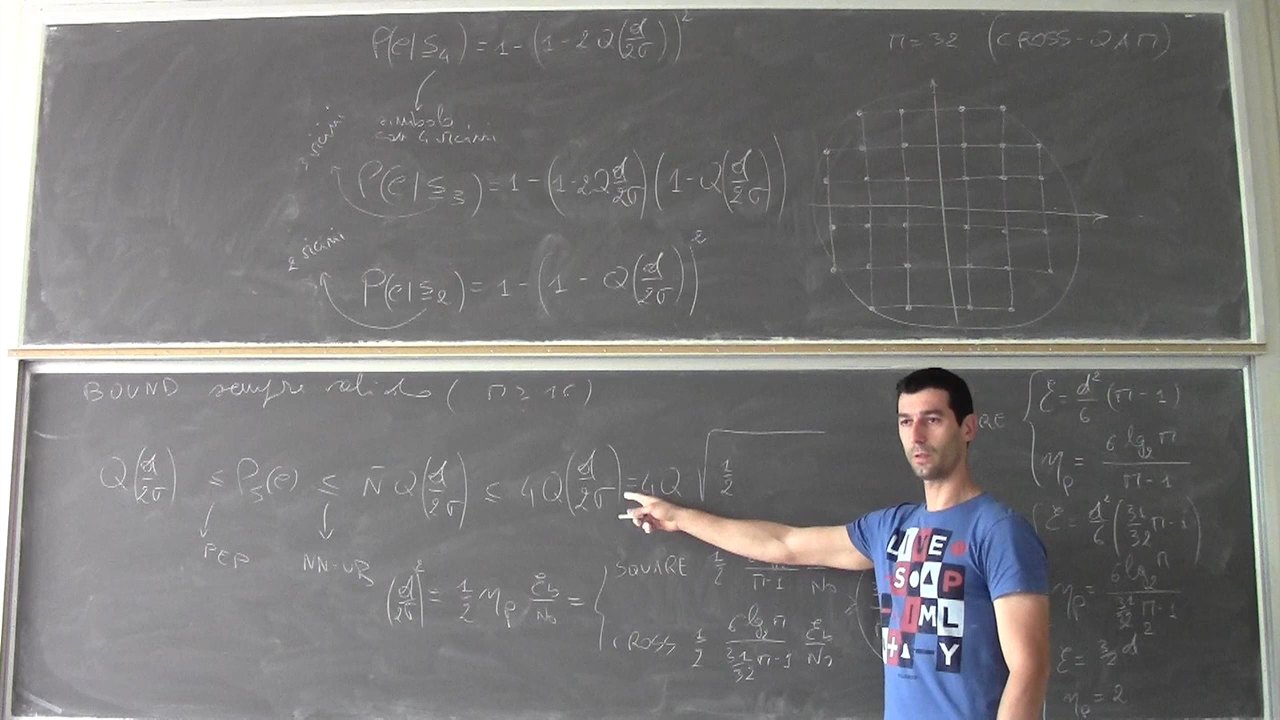 P(e|s₄) = 1 - (1 - 2Q(d/2σ))²
simbolo
con 4 vicini
3 vicini
P(e|s₃) = 1 - (1 - 2Q(d/2σ))(1 - Q(d/2σ))
2 vicini
P(e|s₂) = 1 - (1 - Q(d/2σ))²
M = 32 (CROSS-QAM)
BOUND sempre valido (M ≥ 16)
Q(d/2σ) ≤ Pₛ(e) ≤ N̄ Q(d/2σ) ≤ 4Q(d/2σ) = 4Q √ 1/2
PEP
NN-UB
(d/2σ)² = 1/2 ηₚ Eb/N₀ =
SQUARE 1/2
M-1
N₀
CROSS 1/2 6 lg₂ M / (31/32 M - 1) Eb/N₀
RE
E = d²/6 (M - 1)
ηₚ = 6 lg₂ M / (M - 1)
E = d²/6 (31/32 M - 1)
ηₚ = 6 lg₂ M / (31/32 M - 1)
E = 3/2 d
ηₚ = 2
LIVE
SOAP
IML
Y